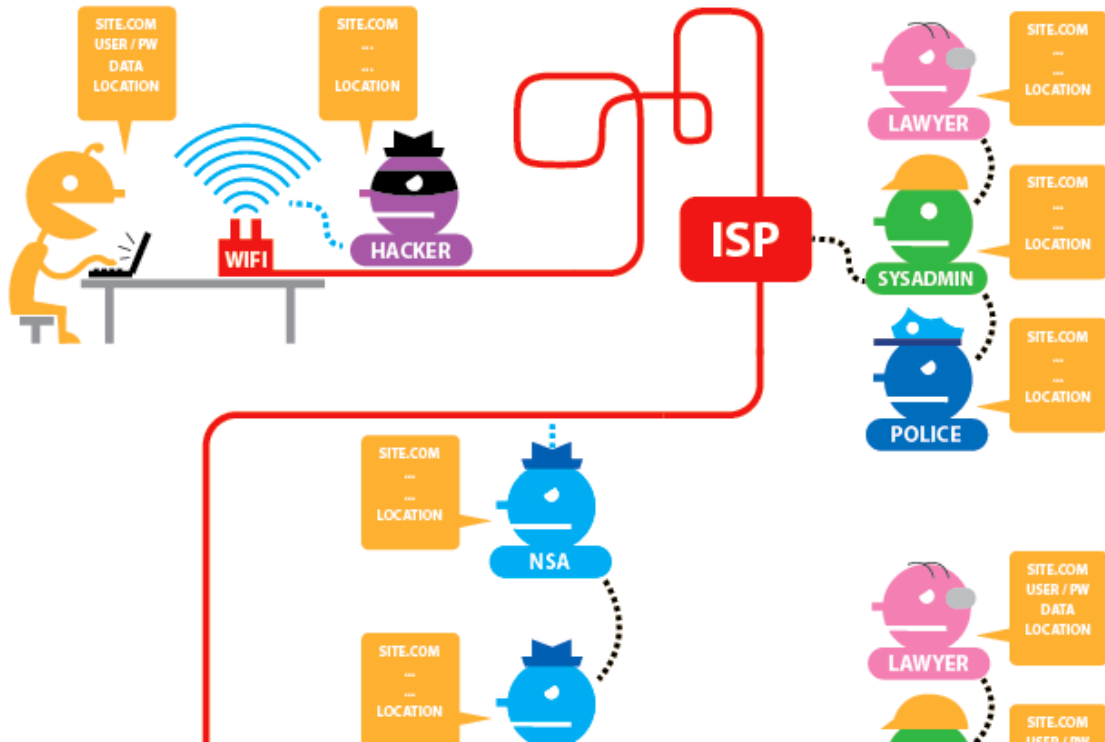 SITE.COM
USER / PW
DATA
LOCATION
SITE.COM
...
...
LOCATION
HACKER
WIFI
ISP
SITE.COM
...
...
LOCATION
LAWYER
SITE.COM
...
...
LOCATION
SYSADMIN
SITE.COM
...
...
LOCATION
POLICE
SITE.COM
...
...
LOCATION
NSA
SITE.COM
...
...
LOCATION
SITE.COM
USER / PW
DATA
LOCATION
LAWYER
SITE.COM
USER / PW